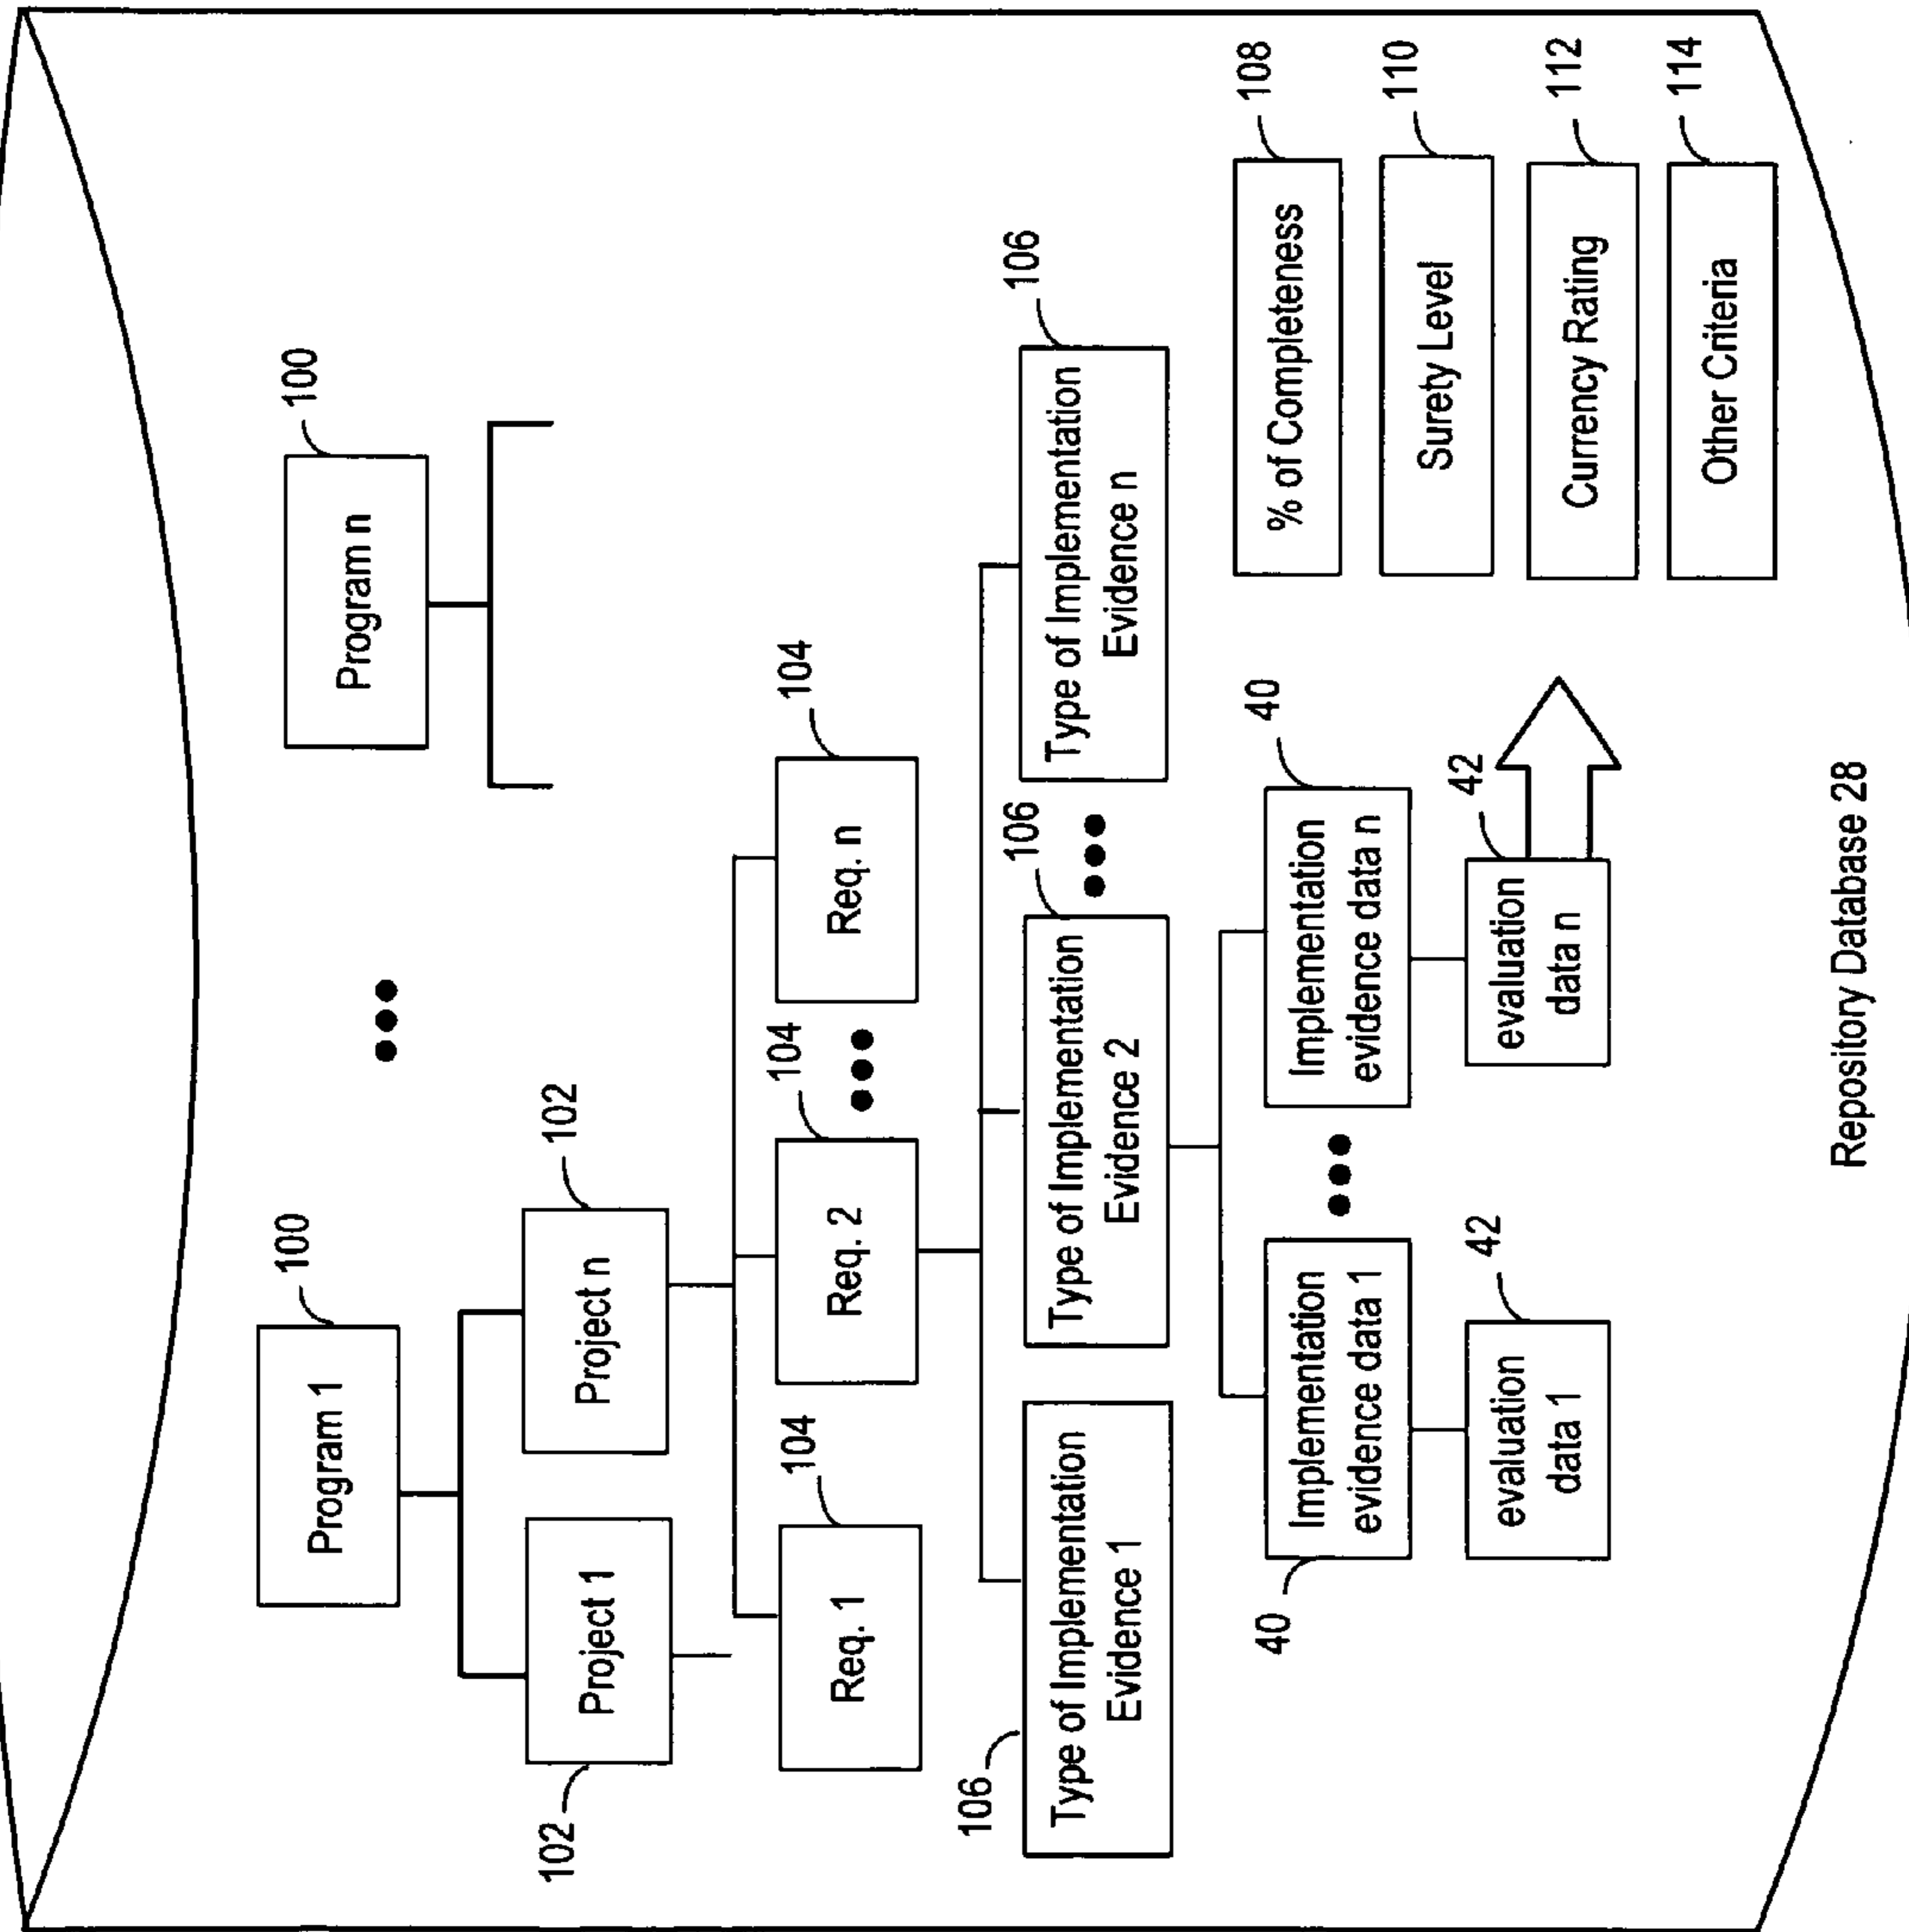 100
100
Program 1
Program n
102
102
Project 1
Project n
104
104
104
104
Req. 1
Req. 2
Req. n
106
106
106
Type of Implementation
Evidence 1
Type of Implementation
Evidence 2
Type of Implementation
Evidence n
40
40
Implementation
evidence data 1
Implementation
evidence data n
42
42
evaluation
data 1
evaluation
data n
108
% of Completeness
110
Surety Level
112
Currency Rating
114
Other Criteria
Repository Database 28